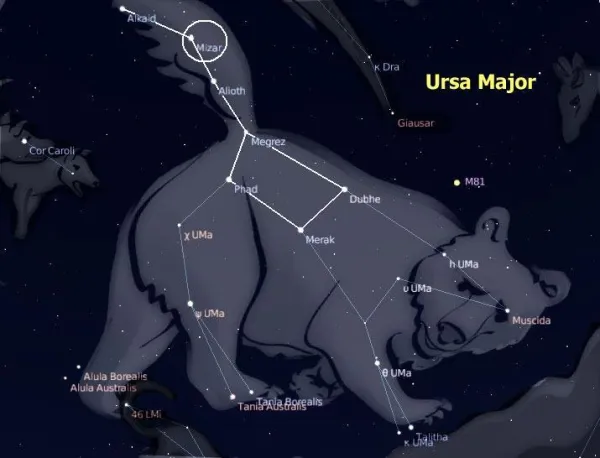 Alkaid
Mizar
κ Dra
Ursa Major
Alioth
Giausar
Cor Caroli
Megrez
Phad
Dubhe
M81
χ UMa
Merak
h UMa
υ UMa
ψ UMa
Muscida
θ UMa
Alula Borealis
Alula Australis
Tania Borealis
Tania Australis
46 LMi
Talitha
κ UMa